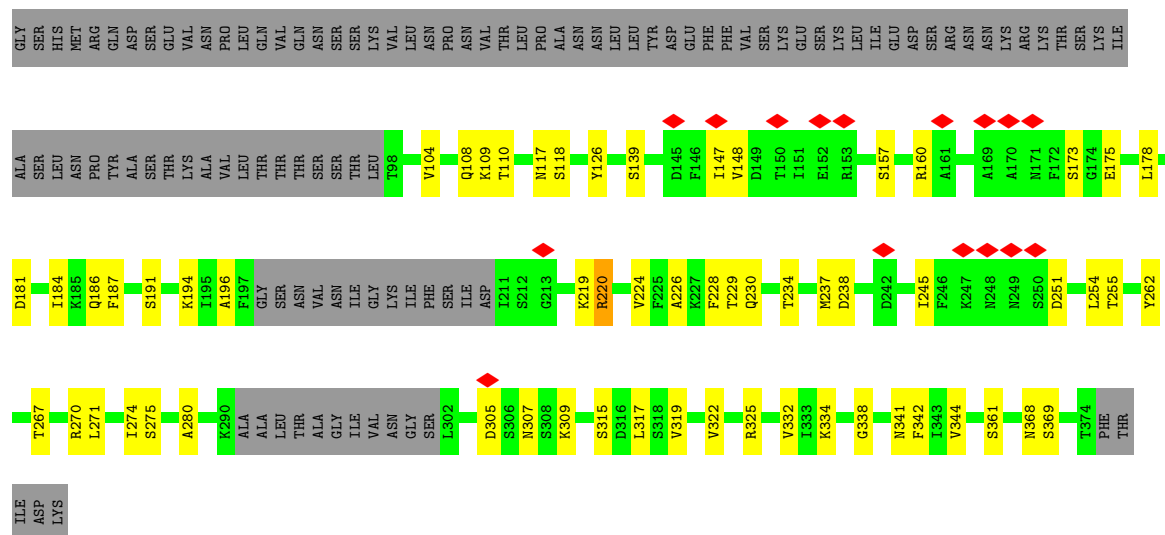 GLY SER HIS MET ARG GLN ASP SER GLU VAL ASN PRO LEU GLN VAL GLN ASN SER SER LYS VAL LEU ASN PRO ASN VAL THR LEU PRO ALA ASN ASN LEU LEU TYR ASP GLU PHE PHE VAL SER LYS GLU SER LYS LEU ILE GLU ASP SER ARG ASN ASN LYS ARG LYS THR SER LYS ILE
ALA SER LEU ASN PRO TYR ALA SER THR LYS ALA VAL LEU THR THR THR GLN SER SER THR LEU T98 V104 Q108 K109 T110 N117 S118 Y126 S139 D145 F146 I147 V148 D149 T150 I151 E152 R153 S157 R160 A161 A169 A170 N171 F172 S173 G174 E175 L178
D181 I184 K185 Q186 F187 S191 K194 I195 A196 F197 GLY SER ASN VAL ASN ILE GLY LYS ILE PHE SER ILE ASP I211 S212 G213 K219 R220 V224 F225 A226 K227 F228 T229 Q230 T234 M237 D238 D242 I245 F246 K247 N248 N249 S250 D251 L254 T255 Y262
T267 R270 L271 I274 S275 A280 K290 ALA ALA LEU THR ALA GLY ILE VAL ASN GLY SER L302 D305 S306 N307 S308 K309 S315 D316 L317 S318 V319 V322 R325 V332 I333 K334 G338 N341 F342 I343 V344 S361 N368 S369 T374 PHE THR
ILE ASP LYS